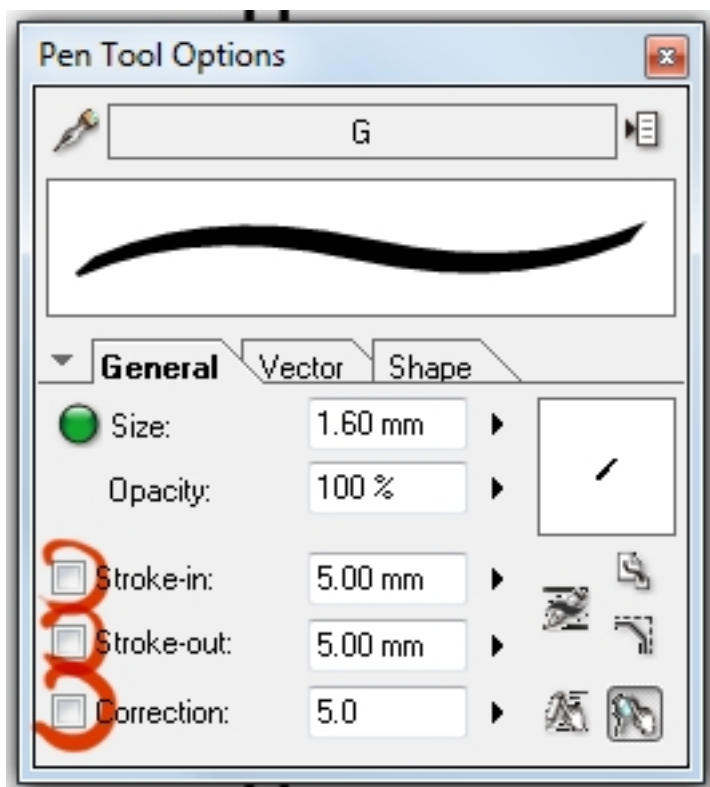 Pen Tool Options
G
General Vector Shape
Size: 1.60 mm
Opacity: 100 %
Stroke-in: 5.00 mm
Stroke-out: 5.00 mm
Correction: 5.0